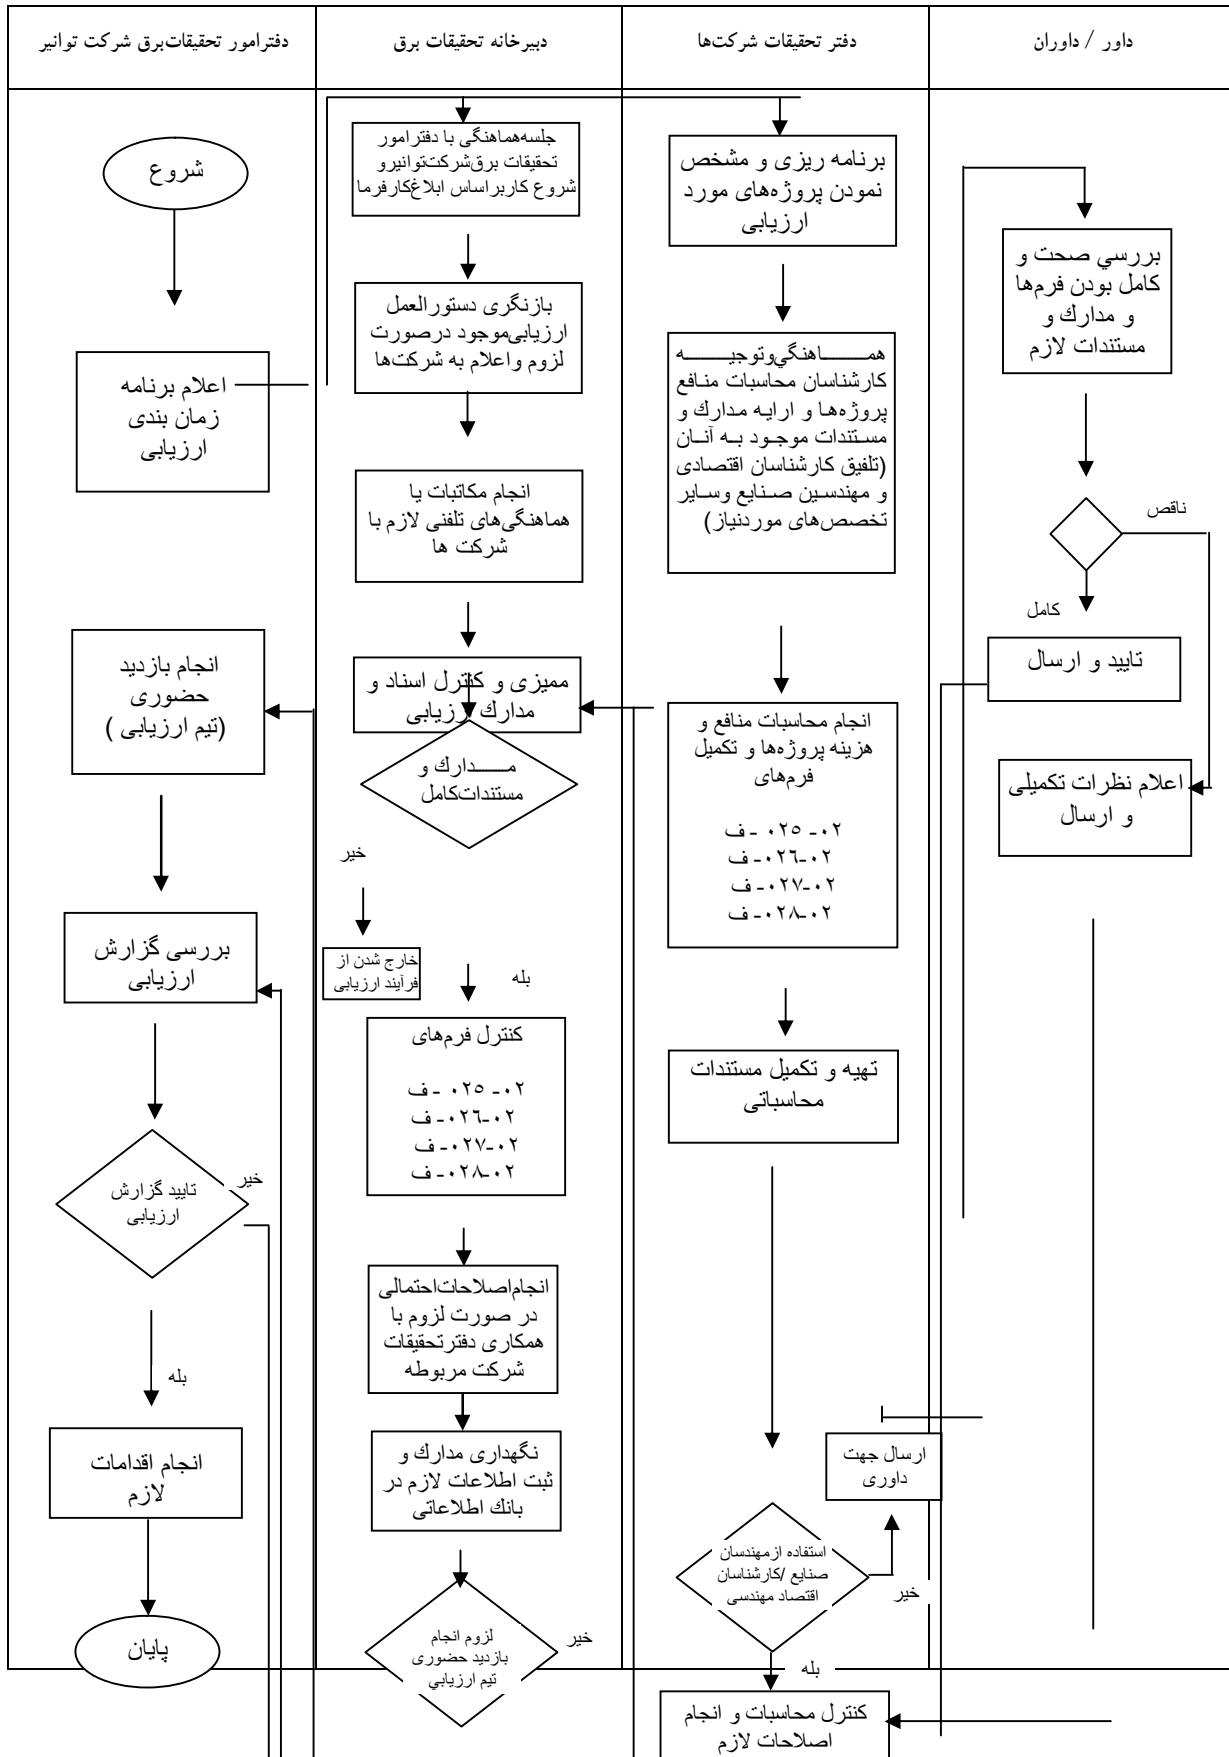 داور / داوران
دفتر تحقیقات شرکت‌ها
دبیرخانه تحقیقات برق
دفترامور تحقیقات‌برق شرکت توانیر
بررسي صحت و
کامل بودن فرم‌ها
و مدارك و
مستندات لازم
ناقص
کامل
تایید و ارسال
اعلام نظرات تکمیلی
و ارسال
برنامه ریزی و مشخص
نمودن پروژه‌های مورد
ارزیابی
همـــــاهنگي‌وتوجیـــــه
کارشناسان محاسبات منافع
پروژه‌ها و ارایه مدارك و
مستندات موجود به آنان
(تلفیق کارشناسان اقتصادی
و مهندسین صنایع وسایر
تخصص‌های موردنیاز)
انجام محاسبات منافع و
هزینه پروژه‌ها و تکمیل
فرم‌های
۰۲- ۰۲۵ - ف
۰۲-۰۲۶- ف
۰۲-۰۲۷- ف
۰۲-۰۲۸- ف
تهیه و تکمیل مستندات
محاسباتی
ارسال جهت
داوری
استفاده ازمهندسان
صنایع /کارشناسان
اقتصاد مهندسی
خیر
بله
کنترل محاسبات و انجام
اصلاحات لازم
جلسه‌هماهنگی با دفترامور
تحقیقات برق‌شرکت‌توانیرو
شروع کاربراساس ابلاغ‌کارفرما
بازنگری دستورالعمل
ارزیابی‌موجود درصورت
لزوم واعلام به شرکت‌ها
انجام مکاتبات یا
هماهنگی‌های تلفنی لازم با
شرکت ها
ممیزی و کنترل اسناد و
مدارك ارزیابی
مـــدارك و
مستندات‌کامل
خیر
خارج شدن از
فرآیند ارزیابی
بله
کنترل فرم‌های
۰۲- ۰۲۵ - ف
۰۲-۰۲۶- ف
۰۲-۰۲۷- ف
۰۲-۰۲۸- ف
انجام‌اصلاحات‌احتمالی
در صورت لزوم با
همکاری دفترتحقیقات
شرکت مربوطه
نگهداری مدارك و
ثبت اطلاعات لازم در
بانك اطلاعاتی
لزوم انجام
بازدید حضوری
تیم ارزیابي
خیر
شروع
اعلام برنامه
زمان بندی
ارزیابی
انجام بازدید
حضوری
(تیم ارزیابی )
بررسی گزارش
ارزیابی
تایید گزارش
ارزیابی
خیر
بله
انجام اقدامات
لازم
پایان